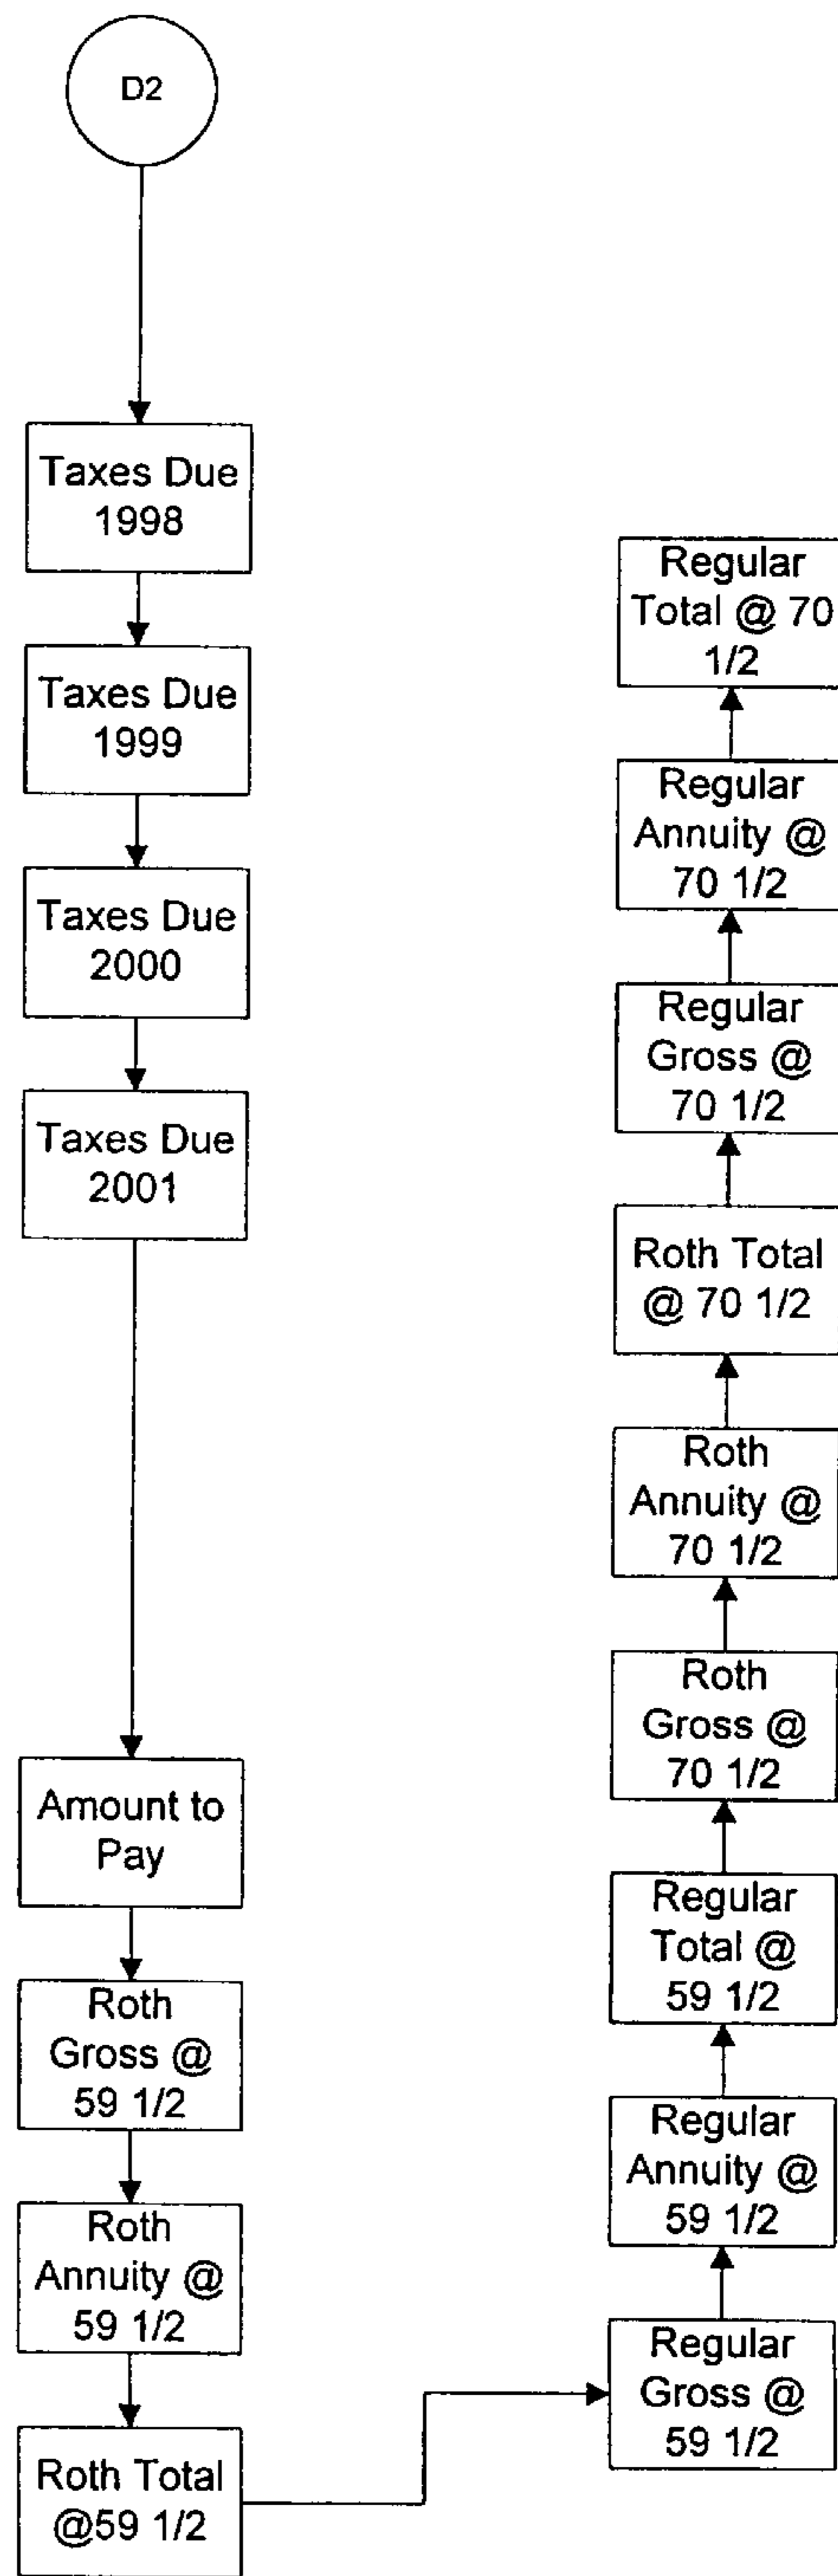 D2
Taxes Due
1998
Taxes Due
1999
Taxes Due
2000
Taxes Due
2001
Amount to
Pay
Roth
Gross @
59 1/2
Roth
Annuity @
59 1/2
Roth Total
@59 1/2
Regular
Gross @
59 1/2
Regular
Annuity @
59 1/2
Regular
Total @
59 1/2
Roth
Gross @
70 1/2
Roth
Annuity @
70 1/2
Roth Total
@ 70 1/2
Regular
Gross @
70 1/2
Regular
Annuity @
70 1/2
Regular
Total @ 70
1/2